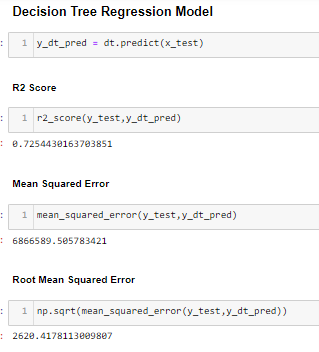 Decision Tree Regression Model
: 1 y_dt_pred = dt.predict(x_test)
R2 Score
: 1 r2_score(y_test,y_dt_pred)
: 0.7254430163703851
Mean Squared Error
: 1 mean_squared_error(y_test,y_dt_pred)
: 6866589.505783421
Root Mean Squared Error
: 1 np.sqrt(mean_squared_error(y_test,y_dt_pred))
: 2620.4178113009807